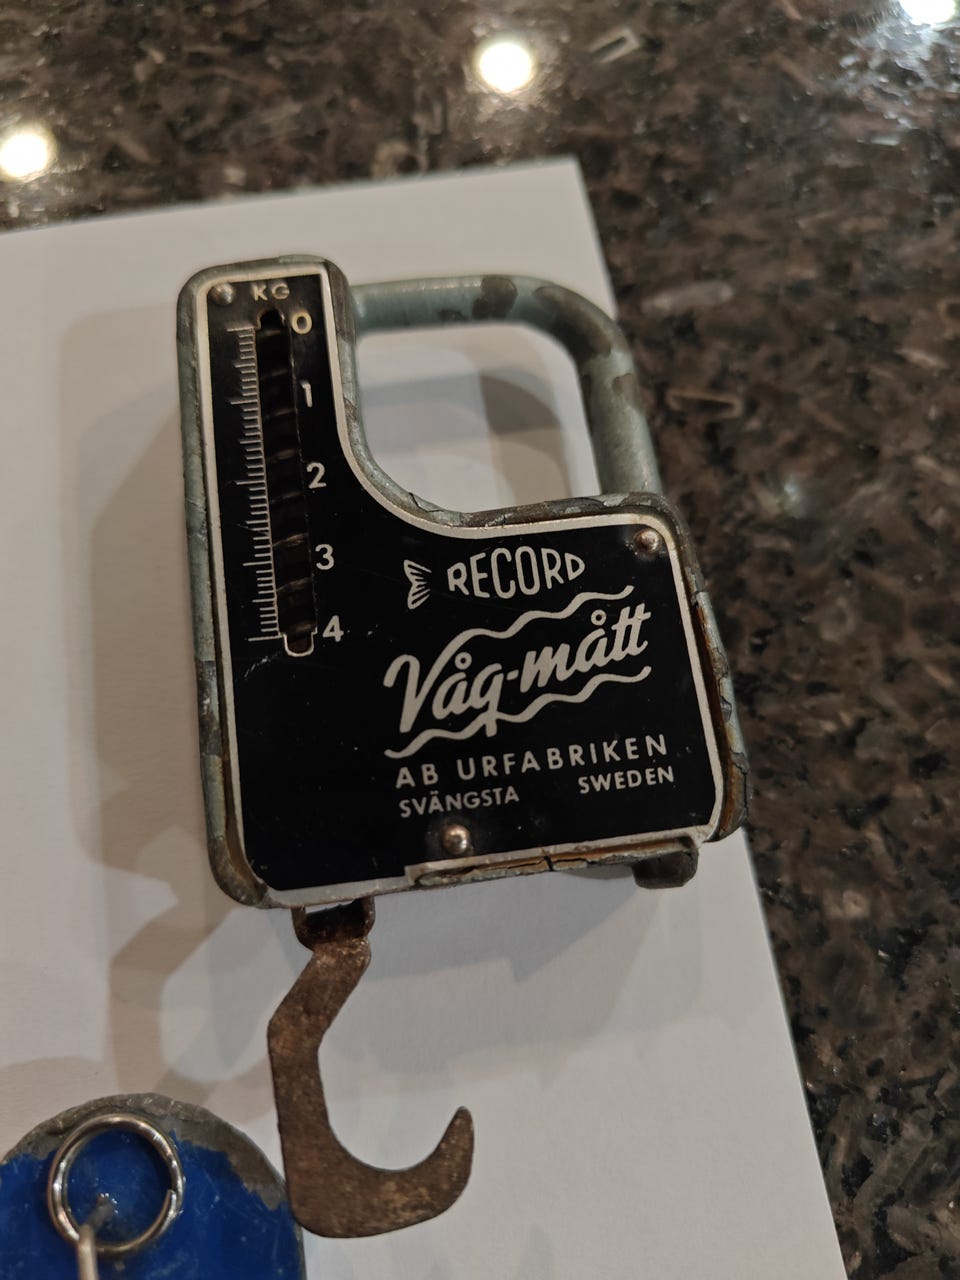 KG
0
1
2
3
4
RECORD
Våg-mått
AB URFABRIKEN
SVÄNGSTA SWEDEN